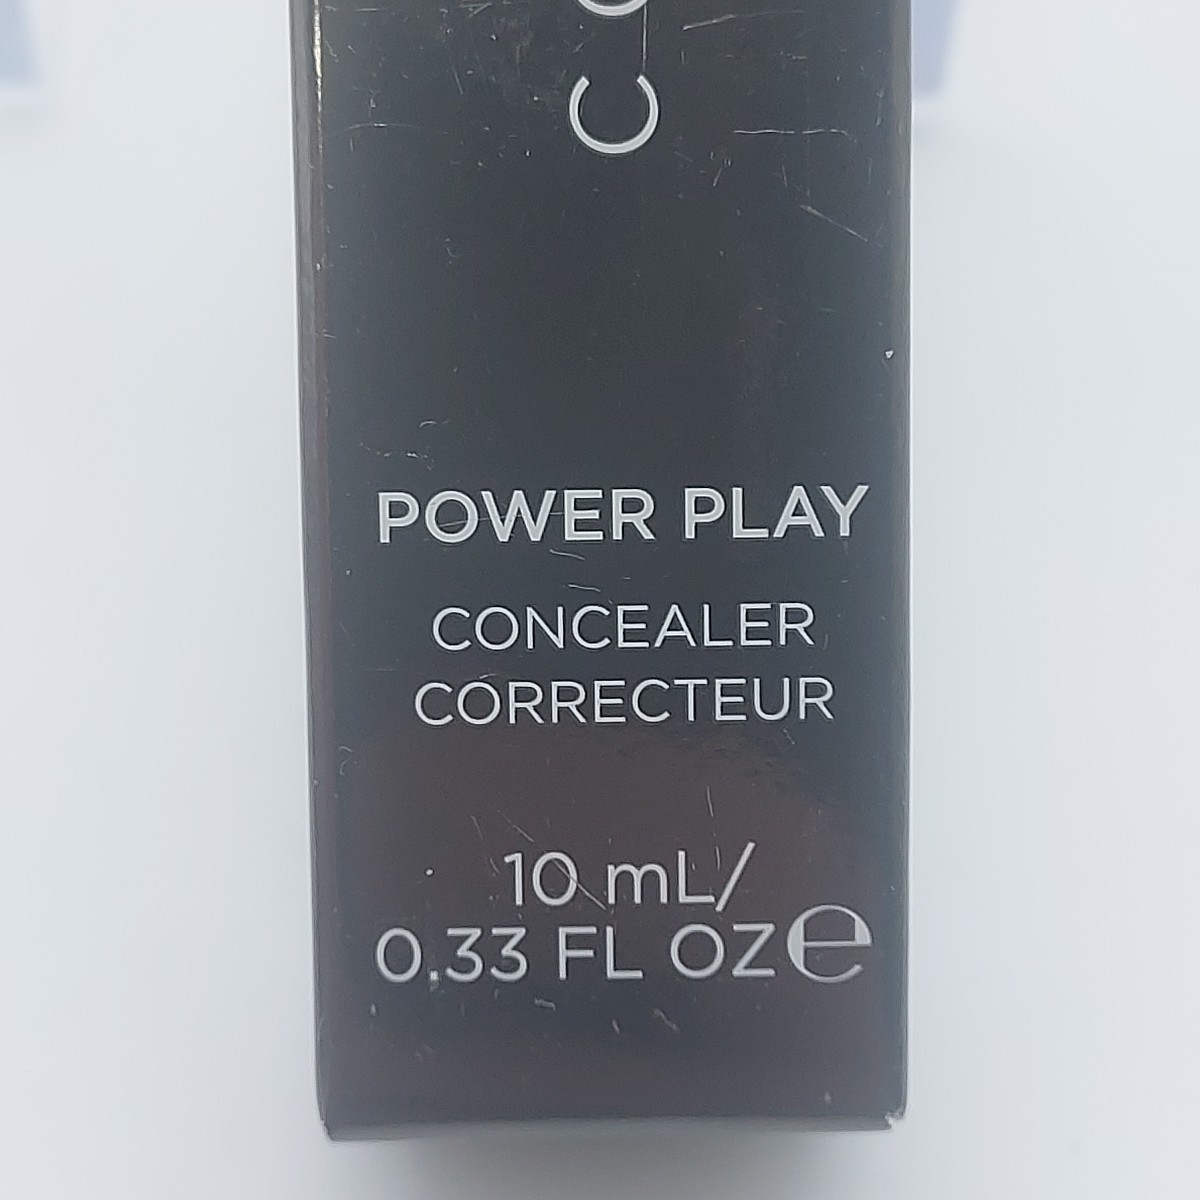 POWER PLAY
CONCEALER
CORRECTEUR
10 mL/
0.33 FL OZ ℮